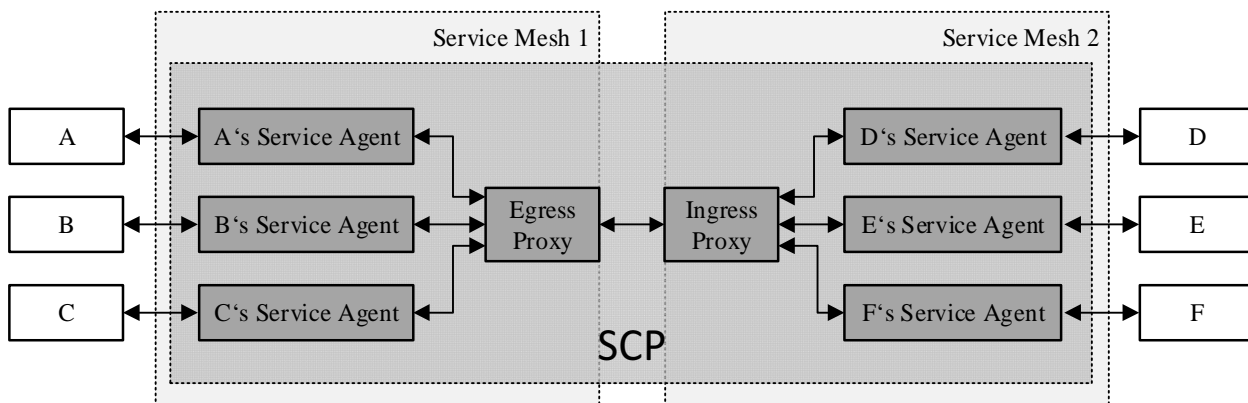 Service Mesh 1
Service Mesh 2
A
A‘s Service Agent
D‘s Service Agent
D
B
B‘s Service Agent
Egress
Proxy
Ingress
Proxy
E‘s Service Agent
E
C
C‘s Service Agent
F‘s Service Agent
F
SCP